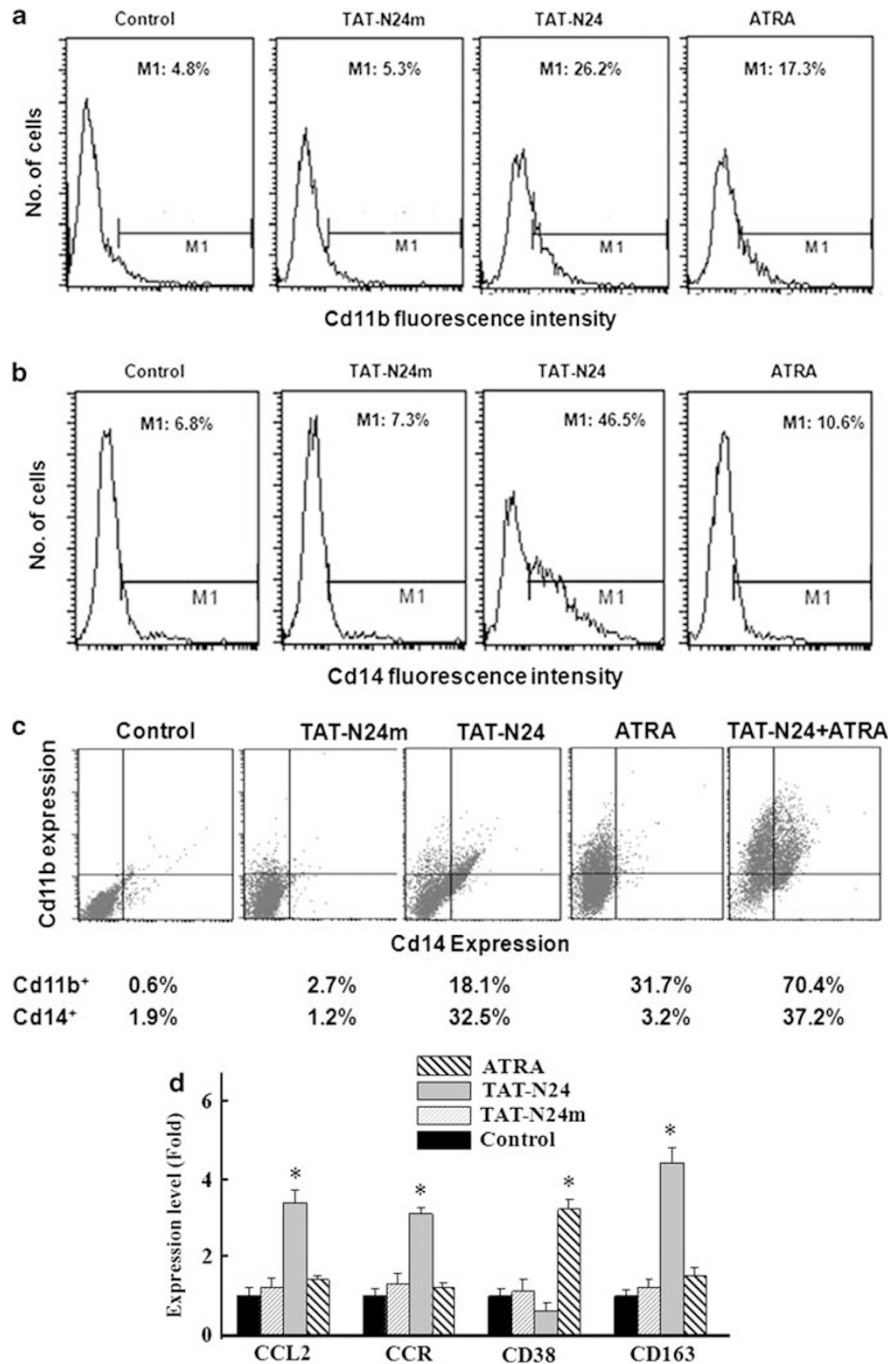 a
Control TAT-N24m TAT-N24 ATRA
M1: 4.8% M1: 5.3% M1: 26.2% M1: 17.3%
No. of cells
M1 M1 M1 M1
Cd11b fluorescence intensity
b
Control TAT-N24m TAT-N24 ATRA
M1: 6.8% M1: 7.3% M1: 46.5% M1: 10.6%
No. of cells
M1 M1 M1 M1
Cd14 fluorescence intensity
c
Control TAT-N24m TAT-N24 ATRA TAT-N24+ATRA
Cd11b expression
Cd14 Expression
Cd11b⁺ 0.6% 2.7% 18.1% 31.7% 70.4%
Cd14⁺ 1.9% 1.2% 32.5% 3.2% 37.2%
d
ATRA
TAT-N24
TAT-N24m
Control
Expression level (Fold)
6
4
2
0
* * * *
CCL2 CCR CD38 CD163